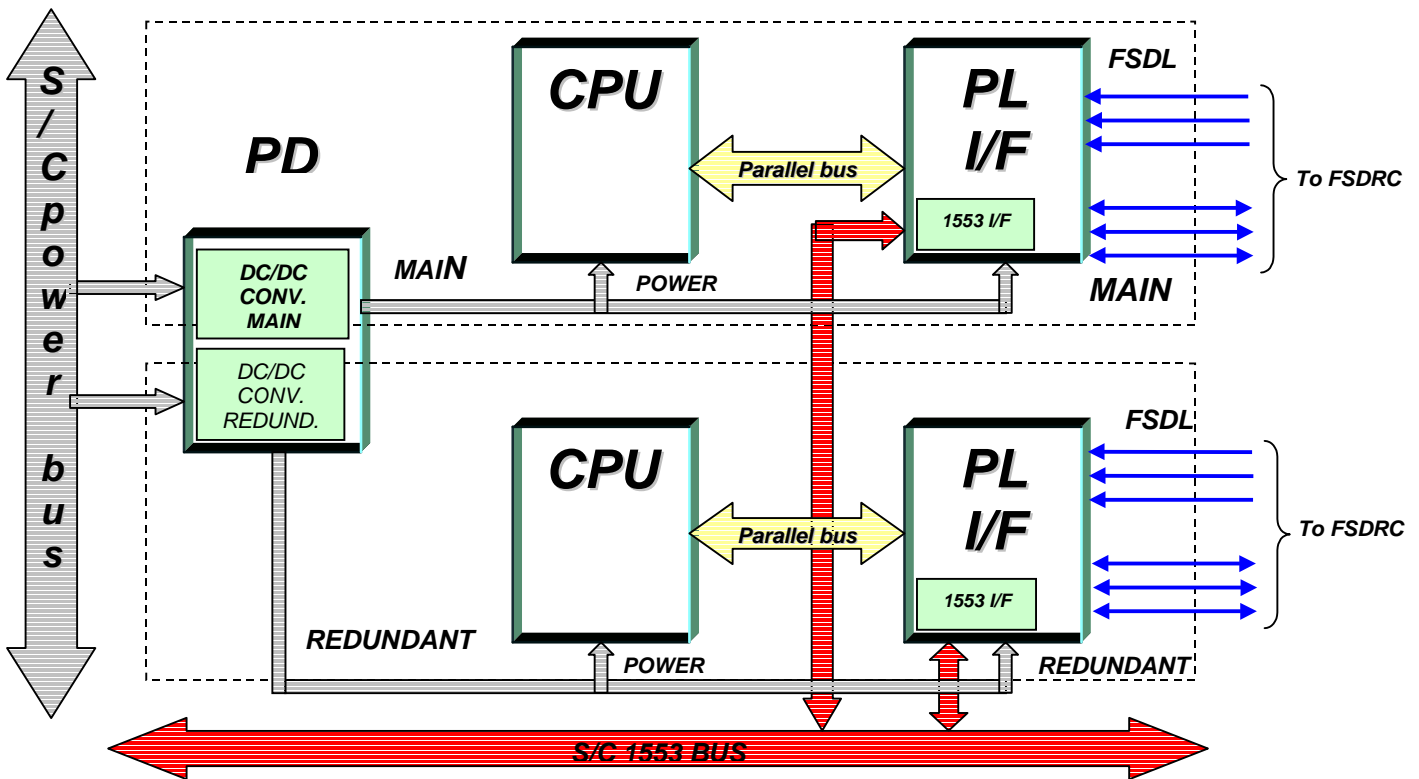 S/C power bus
PD
DC/DC
CONV.
MAIN
DC/DC
CONV.
REDUND.
MAIN
CPU
Parallel bus
PL
I/F
1553 I/F
POWER
MAIN
FSDL
To FSDRC
CPU
Parallel bus
PL
I/F
1553 I/F
REDUNDANT
POWER
REDUNDANT
FSDL
To FSDRC
S/C 1553 BUS